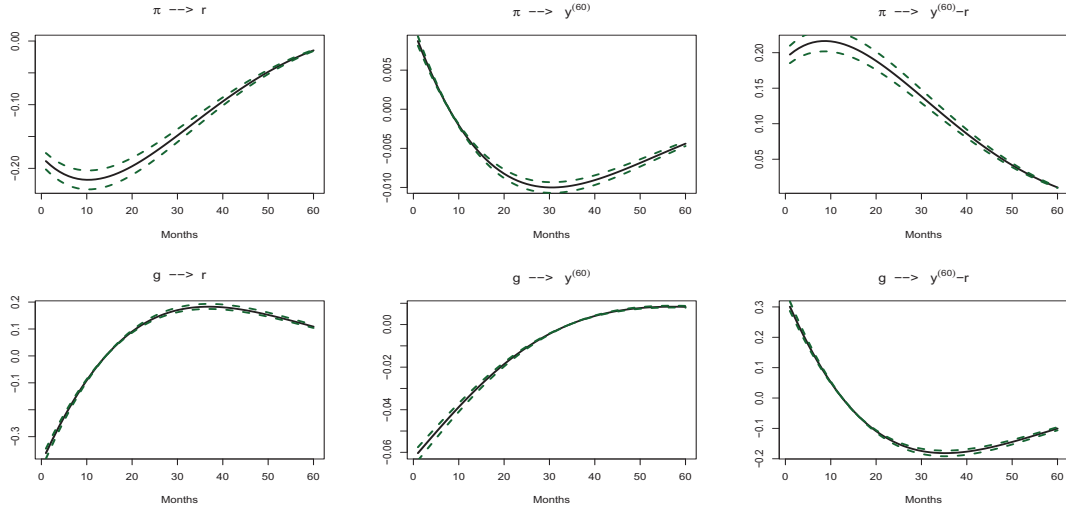 π −−> r
0.00
−0.10
−0.20
0 10 20 30 40 50 60
Months
π −−> y(60)
0.005
0.000
−0.005
−0.010
0 10 20 30 40 50 60
Months
π −−> y(60)−r
0.20
0.15
0.10
0.05
0 10 20 30 40 50 60
Months
g −−> r
0.2
0.1
0.0
−0.1
−0.3
0 10 20 30 40 50 60
Months
g −−> y(60)
0.00
−0.02
−0.04
−0.06
0 10 20 30 40 50 60
Months
g −−> y(60)−r
0.3
0.2
0.1
0.0
−0.1
−0.2
0 10 20 30 40 50 60
Months